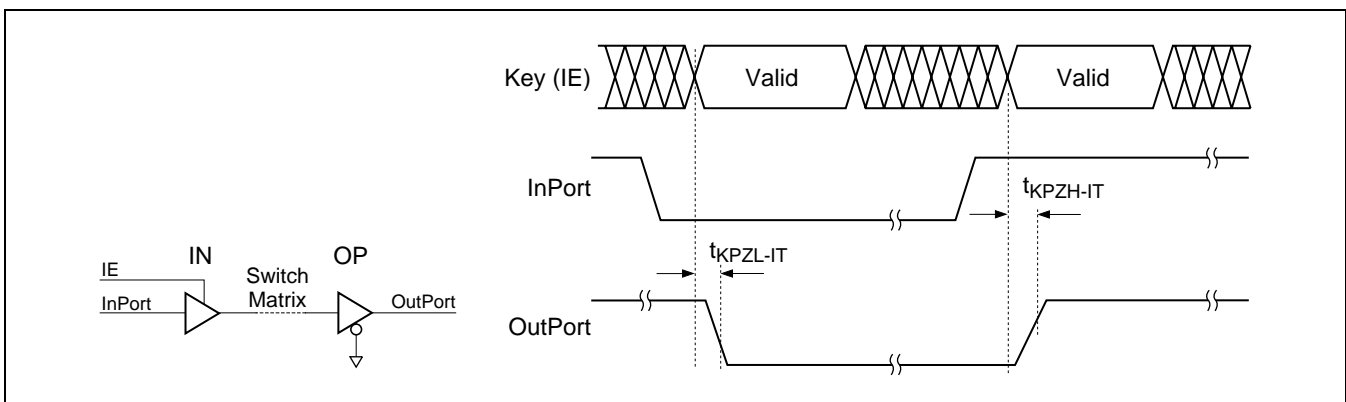 Key (IE)
Valid
Valid
InPort
tKPZH-IT
tKPZL-IT
OutPort
IN
OP
IE
Switch
Matrix
InPort
OutPort